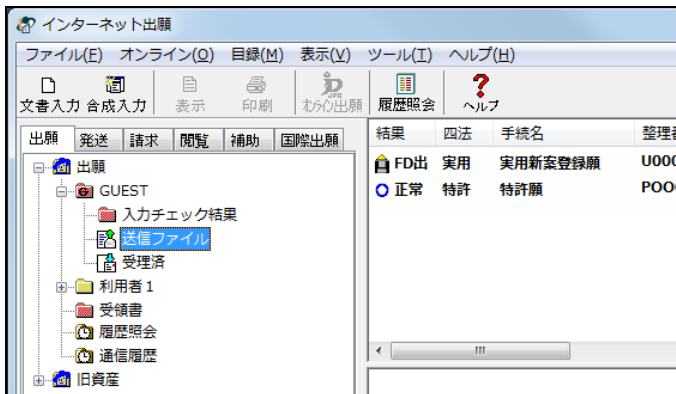 インターネット出願
ファイル(F) オンライン(O) 目録(M) 表示(V) ツール(T) ヘルプ(H)
文書入力 合成入力 表示 印刷 オンライン出願 履歴照会 ヘルプ
出願 発送 請求 閲覧 補助 国際出願
結果 四法 手続名
出願
FD出 実用 実用新案登録願 U000
GUEST
正常 特許 特許願 POO
入力チェック結果
送信ファイル
受理済
利用者1
受領書
履歴照会
通信履歴
旧資産